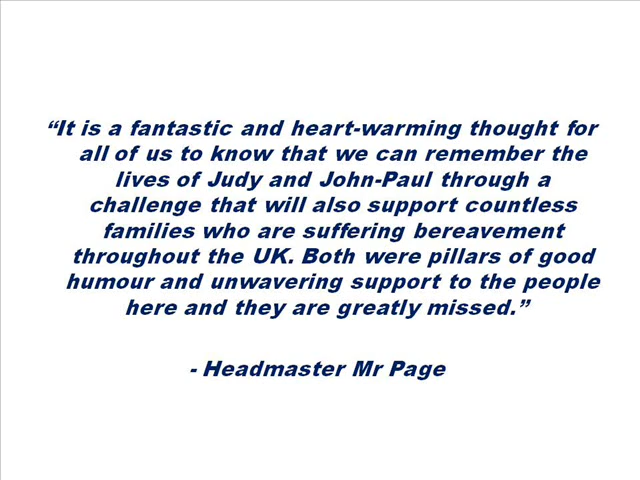 “It is a fantastic and heart-warming thought for
all of us to know that we can remember the
lives of Judy and John-Paul through a
challenge that will also support countless
families who are suffering bereavement
throughout the UK. Both were pillars of good
humour and unwavering support to the people
here and they are greatly missed.”
- Headmaster Mr Page